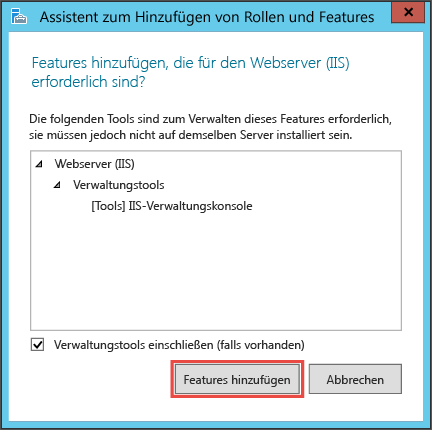 Assistent zum Hinzufügen von Rollen und Features
Features hinzufügen, die für den Webserver (IIS)
erforderlich sind?
Die folgenden Tools sind zum Verwalten dieses Features erforderlich,
sie müssen jedoch nicht auf demselben Server installiert sein.
Webserver (IIS)
Verwaltungstools
[Tools] IIS-Verwaltungskonsole
Verwaltungstools einschließen (falls vorhanden)
Features hinzufügen
Abbrechen